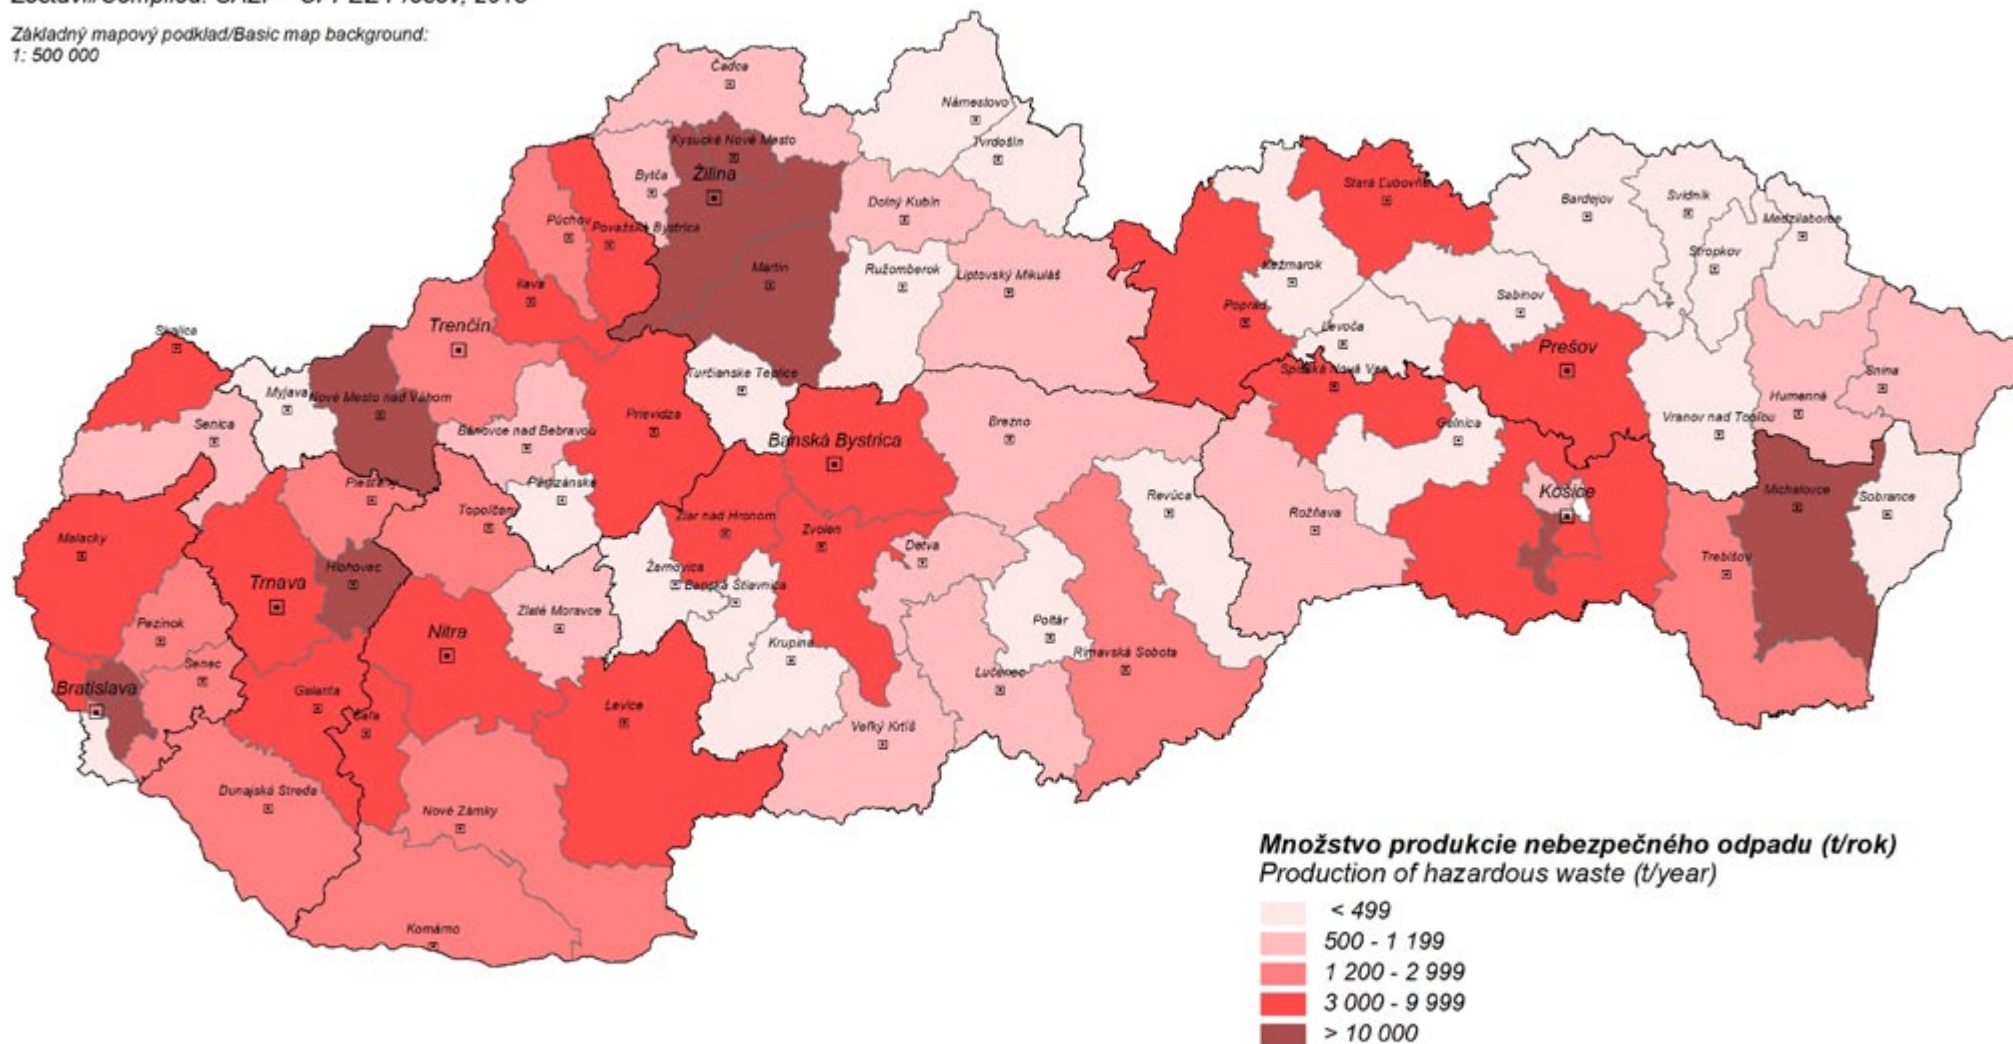 Základný mapový podklad/Basic map background:
1: 500 000
Čadca
Námestovo
Kysucké Nové Mesto
Tvrdošín
Bytča
Žilina
Stará Ľubovňa
Dolný Kubín
Bardejov
Svidník
Medzilaborce
Púchov
Považská Bystrica
Stropkov
Martin
Ružomberok
Liptovský Mikuláš
Kežmarok
Ilava
Sabinov
Poprad
Trenčín
Skalica
Levoča
Prešov
Turčianske Teplice
Spišská Nová Ves
Snina
Myjava
Nové Mesto nad Váhom
Humenné
Prievidza
Senica
Bánovce nad Bebravou
Banská Bystrica
Brezno
Gelnica
Vranov nad Topľou
Piešťany
Partizánske
Topoľčany
Žiar nad Hronom
Zvolen
Revúca
Rožňava
Košice
Michalovce
Sobrance
Malacky
Detva
Trebišov
Trnava
Hlohovec
Žarnovica
Banská Štiavnica
Zlaté Moravce
Pezinok
Nitra
Krupina
Poltár
Rimavská Sobota
Senec
Lučenec
Bratislava
Galanta
Šaľa
Levice
Veľký Krtíš
Dunajská Streda
Nové Zámky
Komárno
Množstvo produkcie nebezpečného odpadu (t/rok)
Production of hazardous waste (t/year)
< 499
500 - 1 199
1 200 - 2 999
3 000 - 9 999
> 10 000